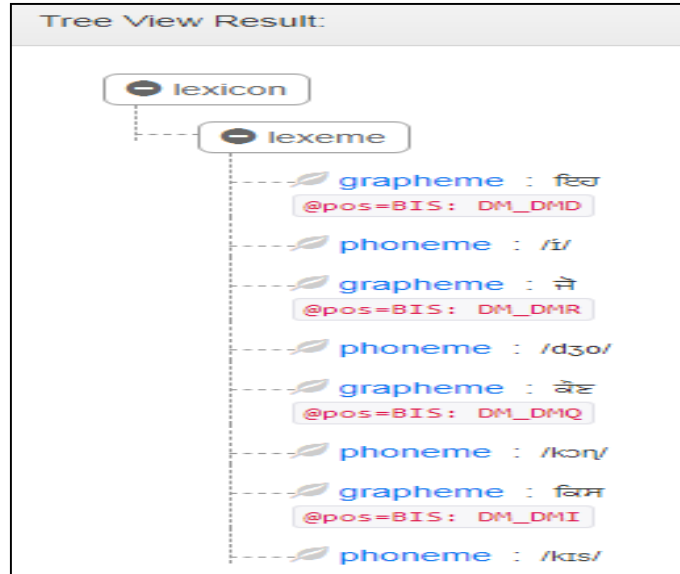 Tree View Result:
lexicon
lexeme
grapheme : ਇਹ
@pos=BIS: DM_DMD
phoneme : /í/
grapheme : ਜੋ
@pos=BIS: DM_DMR
phoneme : /dʒo/
grapheme : ਕੌਣ
@pos=BIS: DM_DMQ
phoneme : /kɔɳ/
grapheme : ਕਿਸ
@pos=BIS: DM_DMI
phoneme : /kɪs/